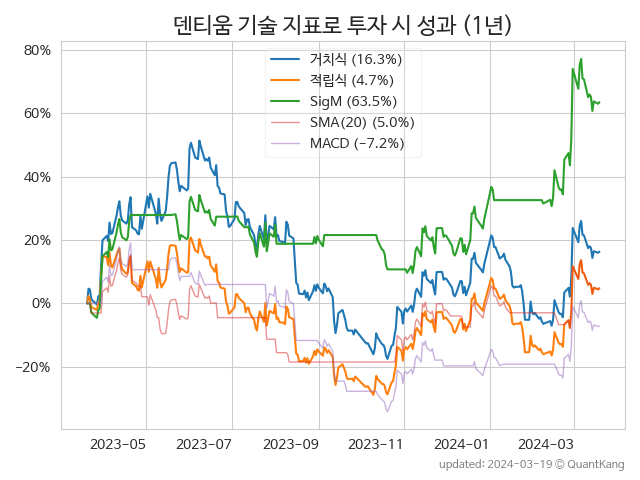 덴티움 기술 지표로 투자 시 성과 (1년)
거치식 (16.3%)
적립식 (4.7%)
SigM (63.5%)
SMA(20) (5.0%)
MACD (−7.2%)
80%
60%
40%
20%
0%
−20%
2023-05 2023-07 2023-09 2023-11 2024-01 2024-03
updated: 2024-03-19 © QuantKang